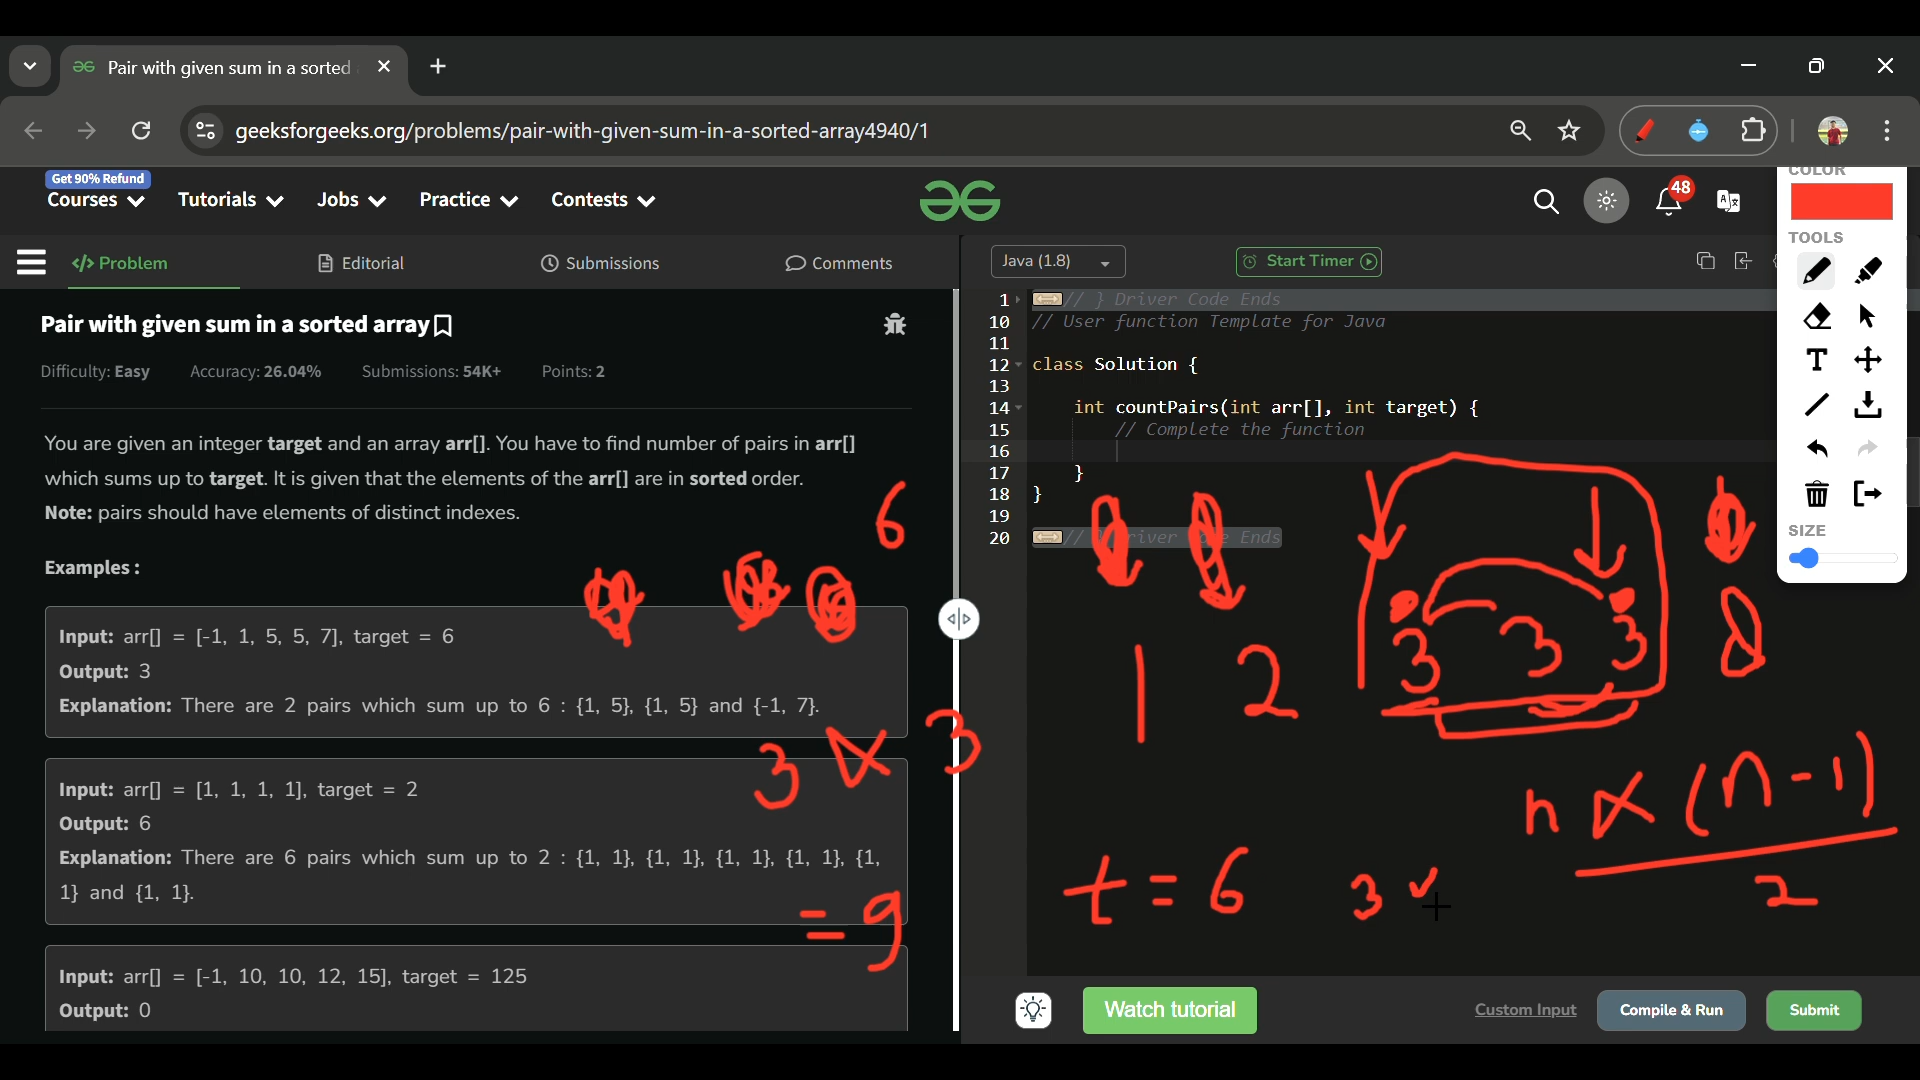 Pair with given sum in a sorted
geeksforgeeks.org/problems/pair-with-given-sum-in-a-sorted-array4940/1
Get 90% Refund
Courses Tutorials Jobs Practice Contests
48
COLOR
TOOLS
SIZE
</> Problem Editorial Submissions Comments
Pair with given sum in a sorted array
Difficulty: Easy Accuracy: 26.04% Submissions: 54K+ Points: 2
You are given an integer target and an array arr[]. You have to find number of pairs in arr[]
which sums up to target. It is given that the elements of the arr[] are in sorted order.
Note: pairs should have elements of distinct indexes.
6
Examples :
Input: arr[] = [-1, 1, 5, 5, 7], target = 6
Output: 3
Explanation: There are 2 pairs which sum up to 6 : {1, 5}, {1, 5} and {-1, 7}.
3 x 3
Input: arr[] = [1, 1, 1, 1], target = 2
Output: 6
Explanation: There are 6 pairs which sum up to 2 : {1, 1}, {1, 1}, {1, 1}, {1, 1}, {1,
1} and {1, 1}.
= 9
Input: arr[] = [-1, 10, 10, 12, 15], target = 125
Output: 0
Java (1.8) Start Timer
1 // } Driver Code Ends
10 // User function Template for Java
11
12 class Solution {
13
14 int countPairs(int arr[], int target) {
15 // Complete the function
16
17 }
18 }
19
20
1 2 3 3 3
n x (n - 1)
2
t = 6 3
Watch tutorial Custom Input Compile & Run Submit